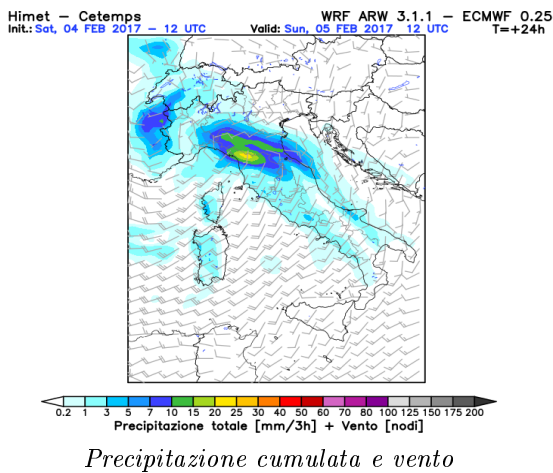 Himet – Cetemps WRF ARW 3.1.1 – ECMWF 0.25
Init.: Sat, 04 FEB 2017 – 12 UTC Valid: Sun, 05 FEB 2017 12 UTC T=+24h
0.2 1 3 5 7 10 15 20 25 30 40 50 60 70 80 100 125 150 175 200
Precipitazione totale [mm/3h] + Vento [nodi]
Precipitazione cumulata e vento